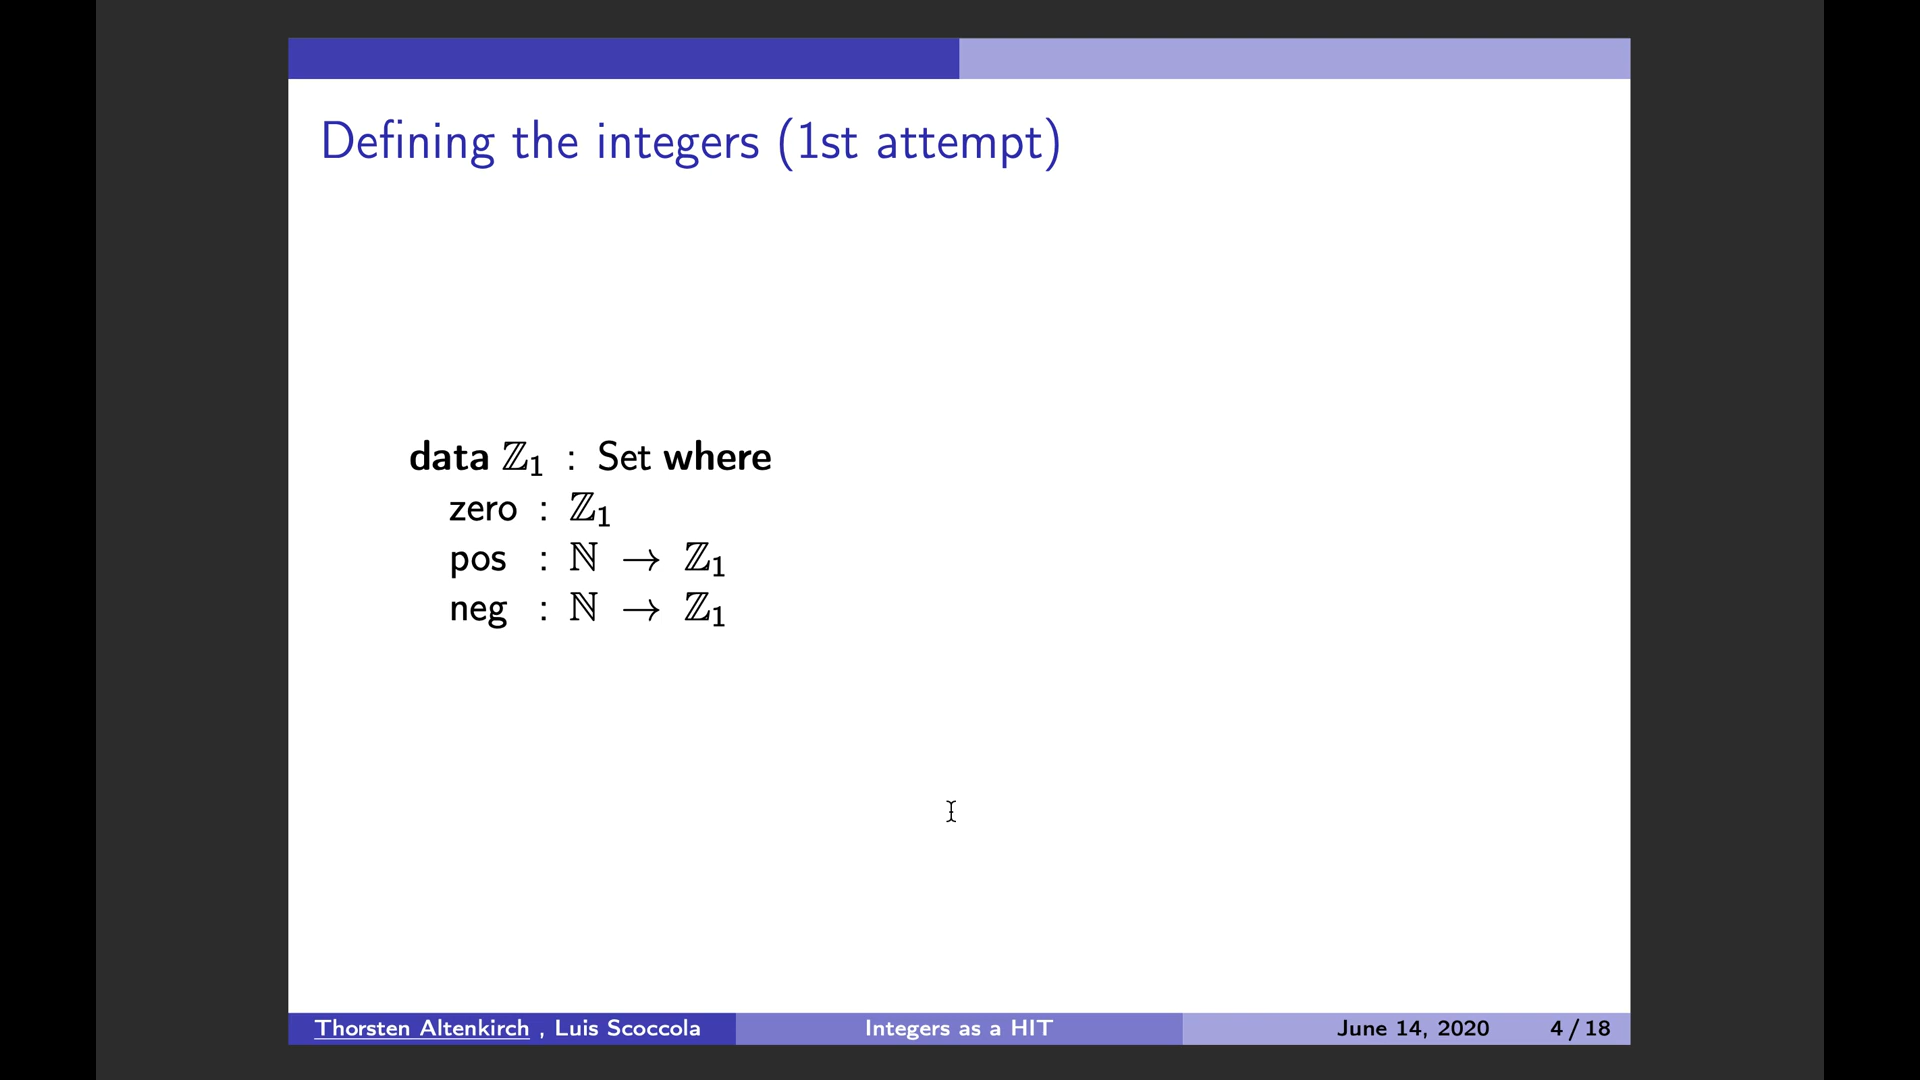 Defining the integers (1st attempt)
data ℤ₁ : Set where
zero : ℤ₁
pos : ℕ → ℤ₁
neg : ℕ → ℤ₁
Thorsten Altenkirch , Luis Scoccola
Integers as a HIT
June 14, 2020
4 / 18